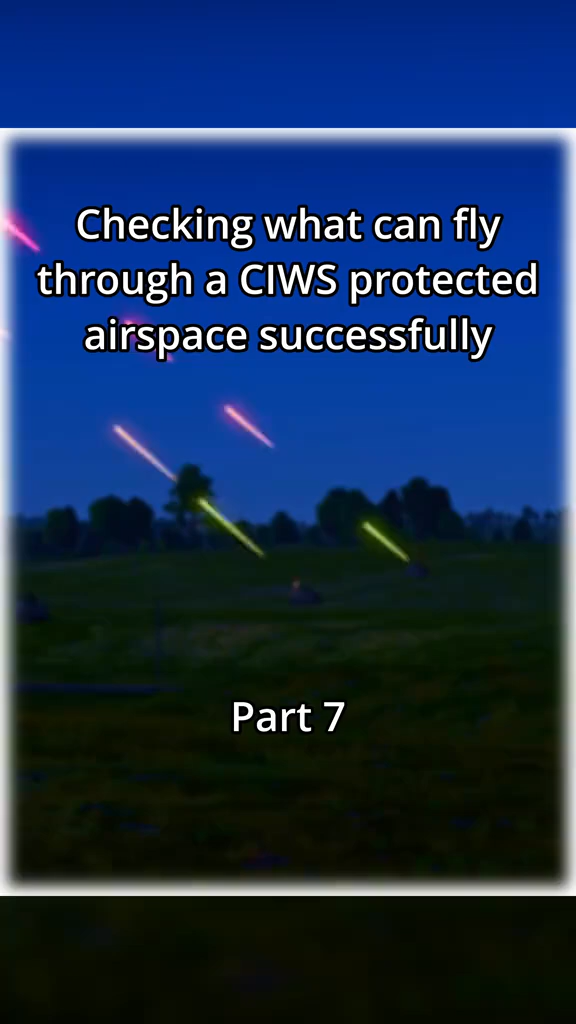 Checking what can fly
through a CIWS protected
airspace successfully
Part 7